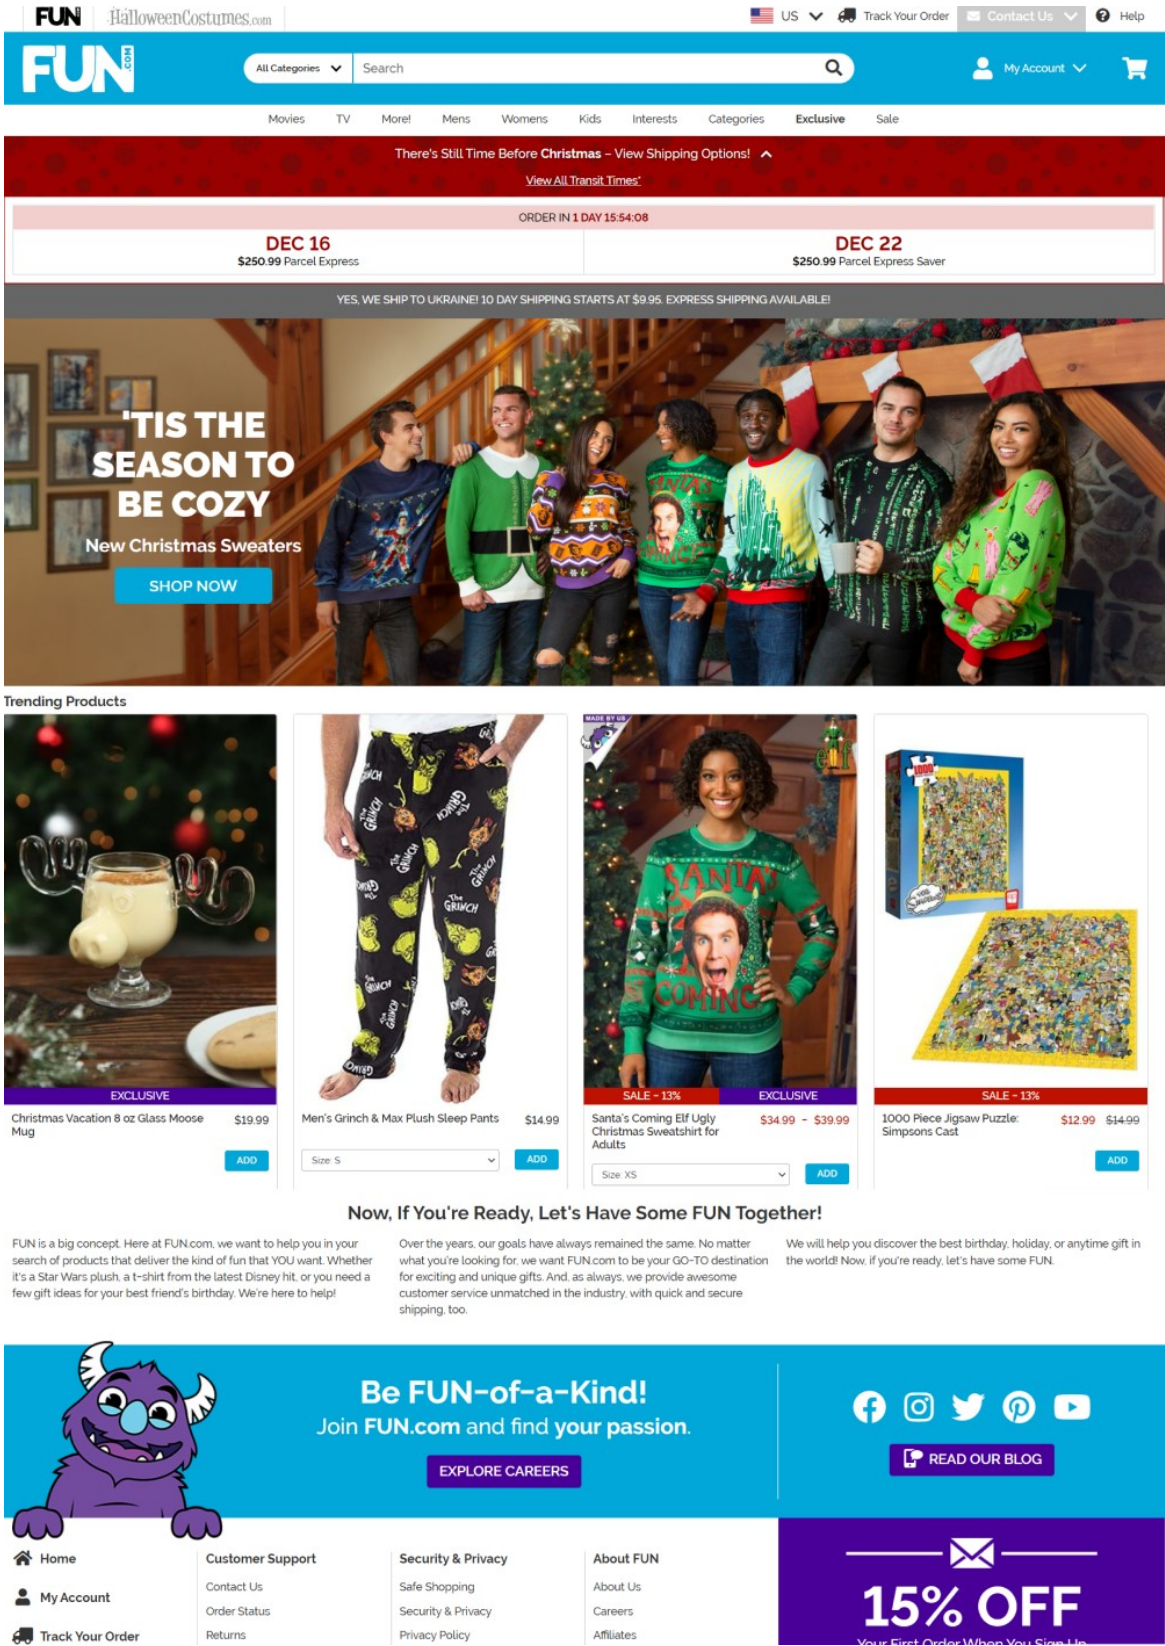 FUN
HalloweenCostumes.com
US
Track Your Order
Contact Us
Help
FUN.COM
All Categories
Search
My Account
Movies
TV
More!
Mens
Womens
Kids
Interests
Categories
Exclusive
Sale
There's Still Time Before Christmas – View Shipping Options!
View All Transit Times*
ORDER IN 1 DAY 15:54:08
DEC 16
$250.99 Parcel Express
DEC 22
$250.99 Parcel Express Saver
YES, WE SHIP TO UKRAINE! 10 DAY SHIPPING STARTS AT $9.95. EXPRESS SHIPPING AVAILABLE!
'TIS THE
SEASON TO
BE COZY
New Christmas Sweaters
SHOP NOW
SANTA'S
COMING
Trending Products
The GRINCH
MADE BY US
elf
SANTA'S
COMING
1000
EXCLUSIVE
Christmas Vacation 8 oz Glass Moose
Mug
$19.99
ADD
Men's Grinch & Max Plush Sleep Pants
$14.99
Size: S
ADD
SALE - 13%
EXCLUSIVE
Santa's Coming Elf Ugly
Christmas Sweatshirt for
Adults
$34.99 - $39.99
Size: XS
ADD
SALE - 13%
1000 Piece Jigsaw Puzzle:
Simpsons Cast
$12.99 $14.99
ADD
Now, If You're Ready, Let's Have Some FUN Together!
FUN is a big concept. Here at FUN.com, we want to help you in your
search of products that deliver the kind of fun that YOU want. Whether
it's a Star Wars plush, a t-shirt from the latest Disney hit, or you need a
few gift ideas for your best friend's birthday. We're here to help!
Over the years, our goals have always remained the same. No matter
what you're looking for, we want FUN.com to be your GO-TO destination
for exciting and unique gifts. And, as always, we provide awesome
customer service unmatched in the industry, with quick and secure
shipping, too.
We will help you discover the best birthday, holiday, or anytime gift in
the world! Now, if you're ready, let's have some FUN.
Be FUN-of-a-Kind!
Join FUN.com and find your passion.
EXPLORE CAREERS
READ OUR BLOG
Home
My Account
Track Your Order
Customer Support
Contact Us
Order Status
Returns
Security & Privacy
Safe Shopping
Security & Privacy
Privacy Policy
About FUN
About Us
Careers
Affiliates
15% OFF
Your First Order When You Sign Up